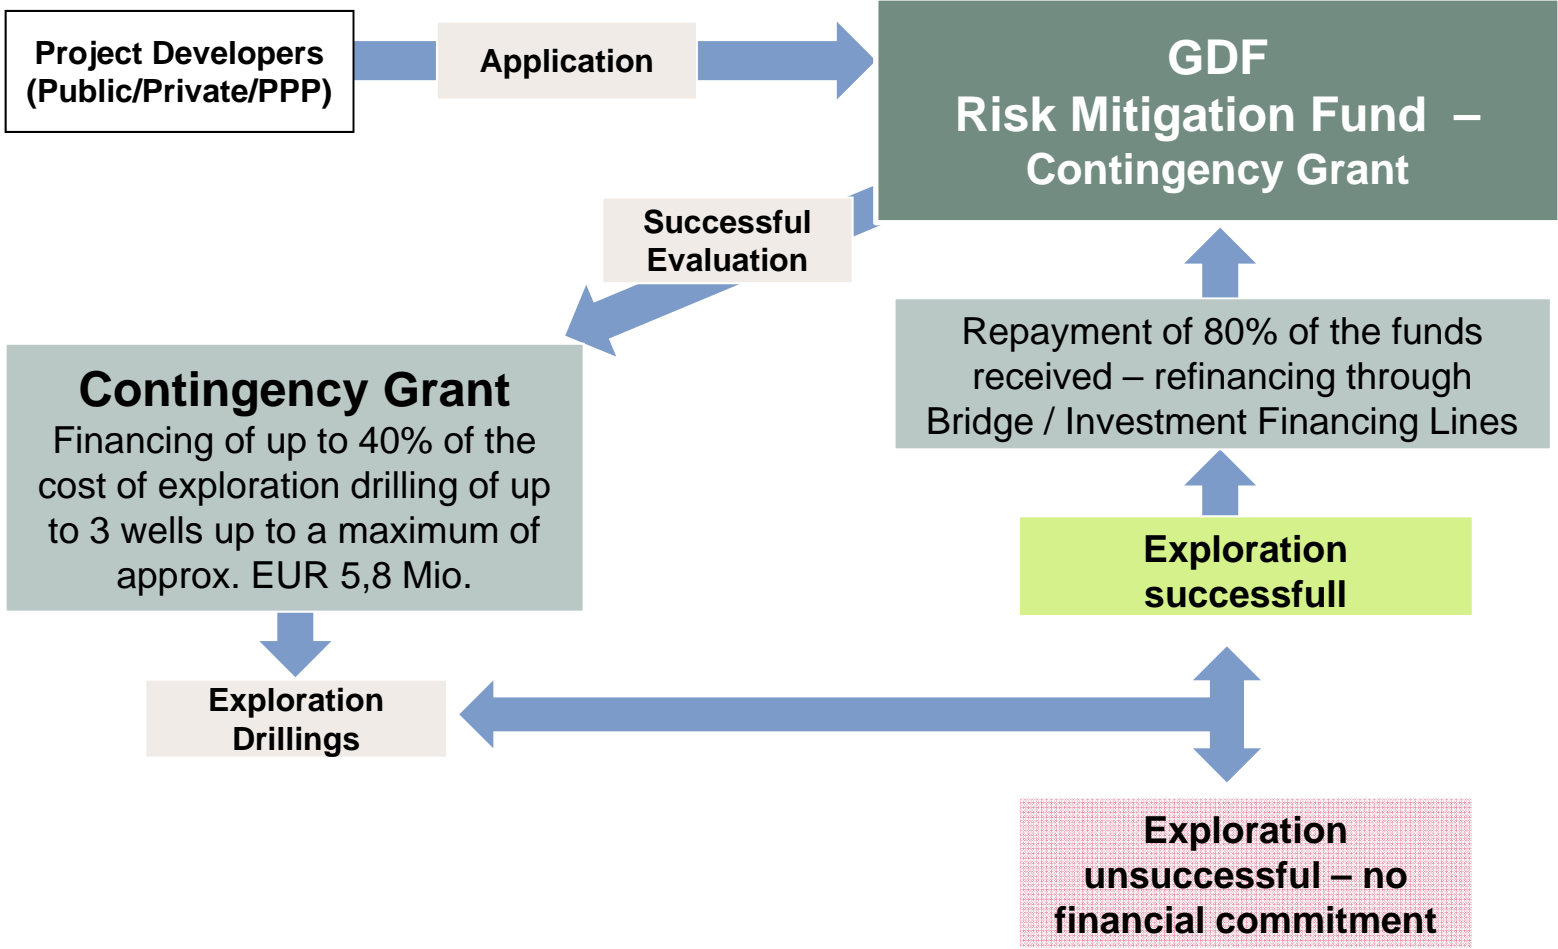 Project Developers
(Public/Private/PPP)
Application
GDF
Risk Mitigation Fund –
Contingency Grant
Successful
Evaluation
Contingency Grant
Financing of up to 40% of the
cost of exploration drilling of up
to 3 wells up to a maximum of
approx. EUR 5,8 Mio.
Repayment of 80% of the funds
received – refinancing through
Bridge / Investment Financing Lines
Exploration
successfull
Exploration
Drillings
Exploration
unsuccessful – no
financial commitment